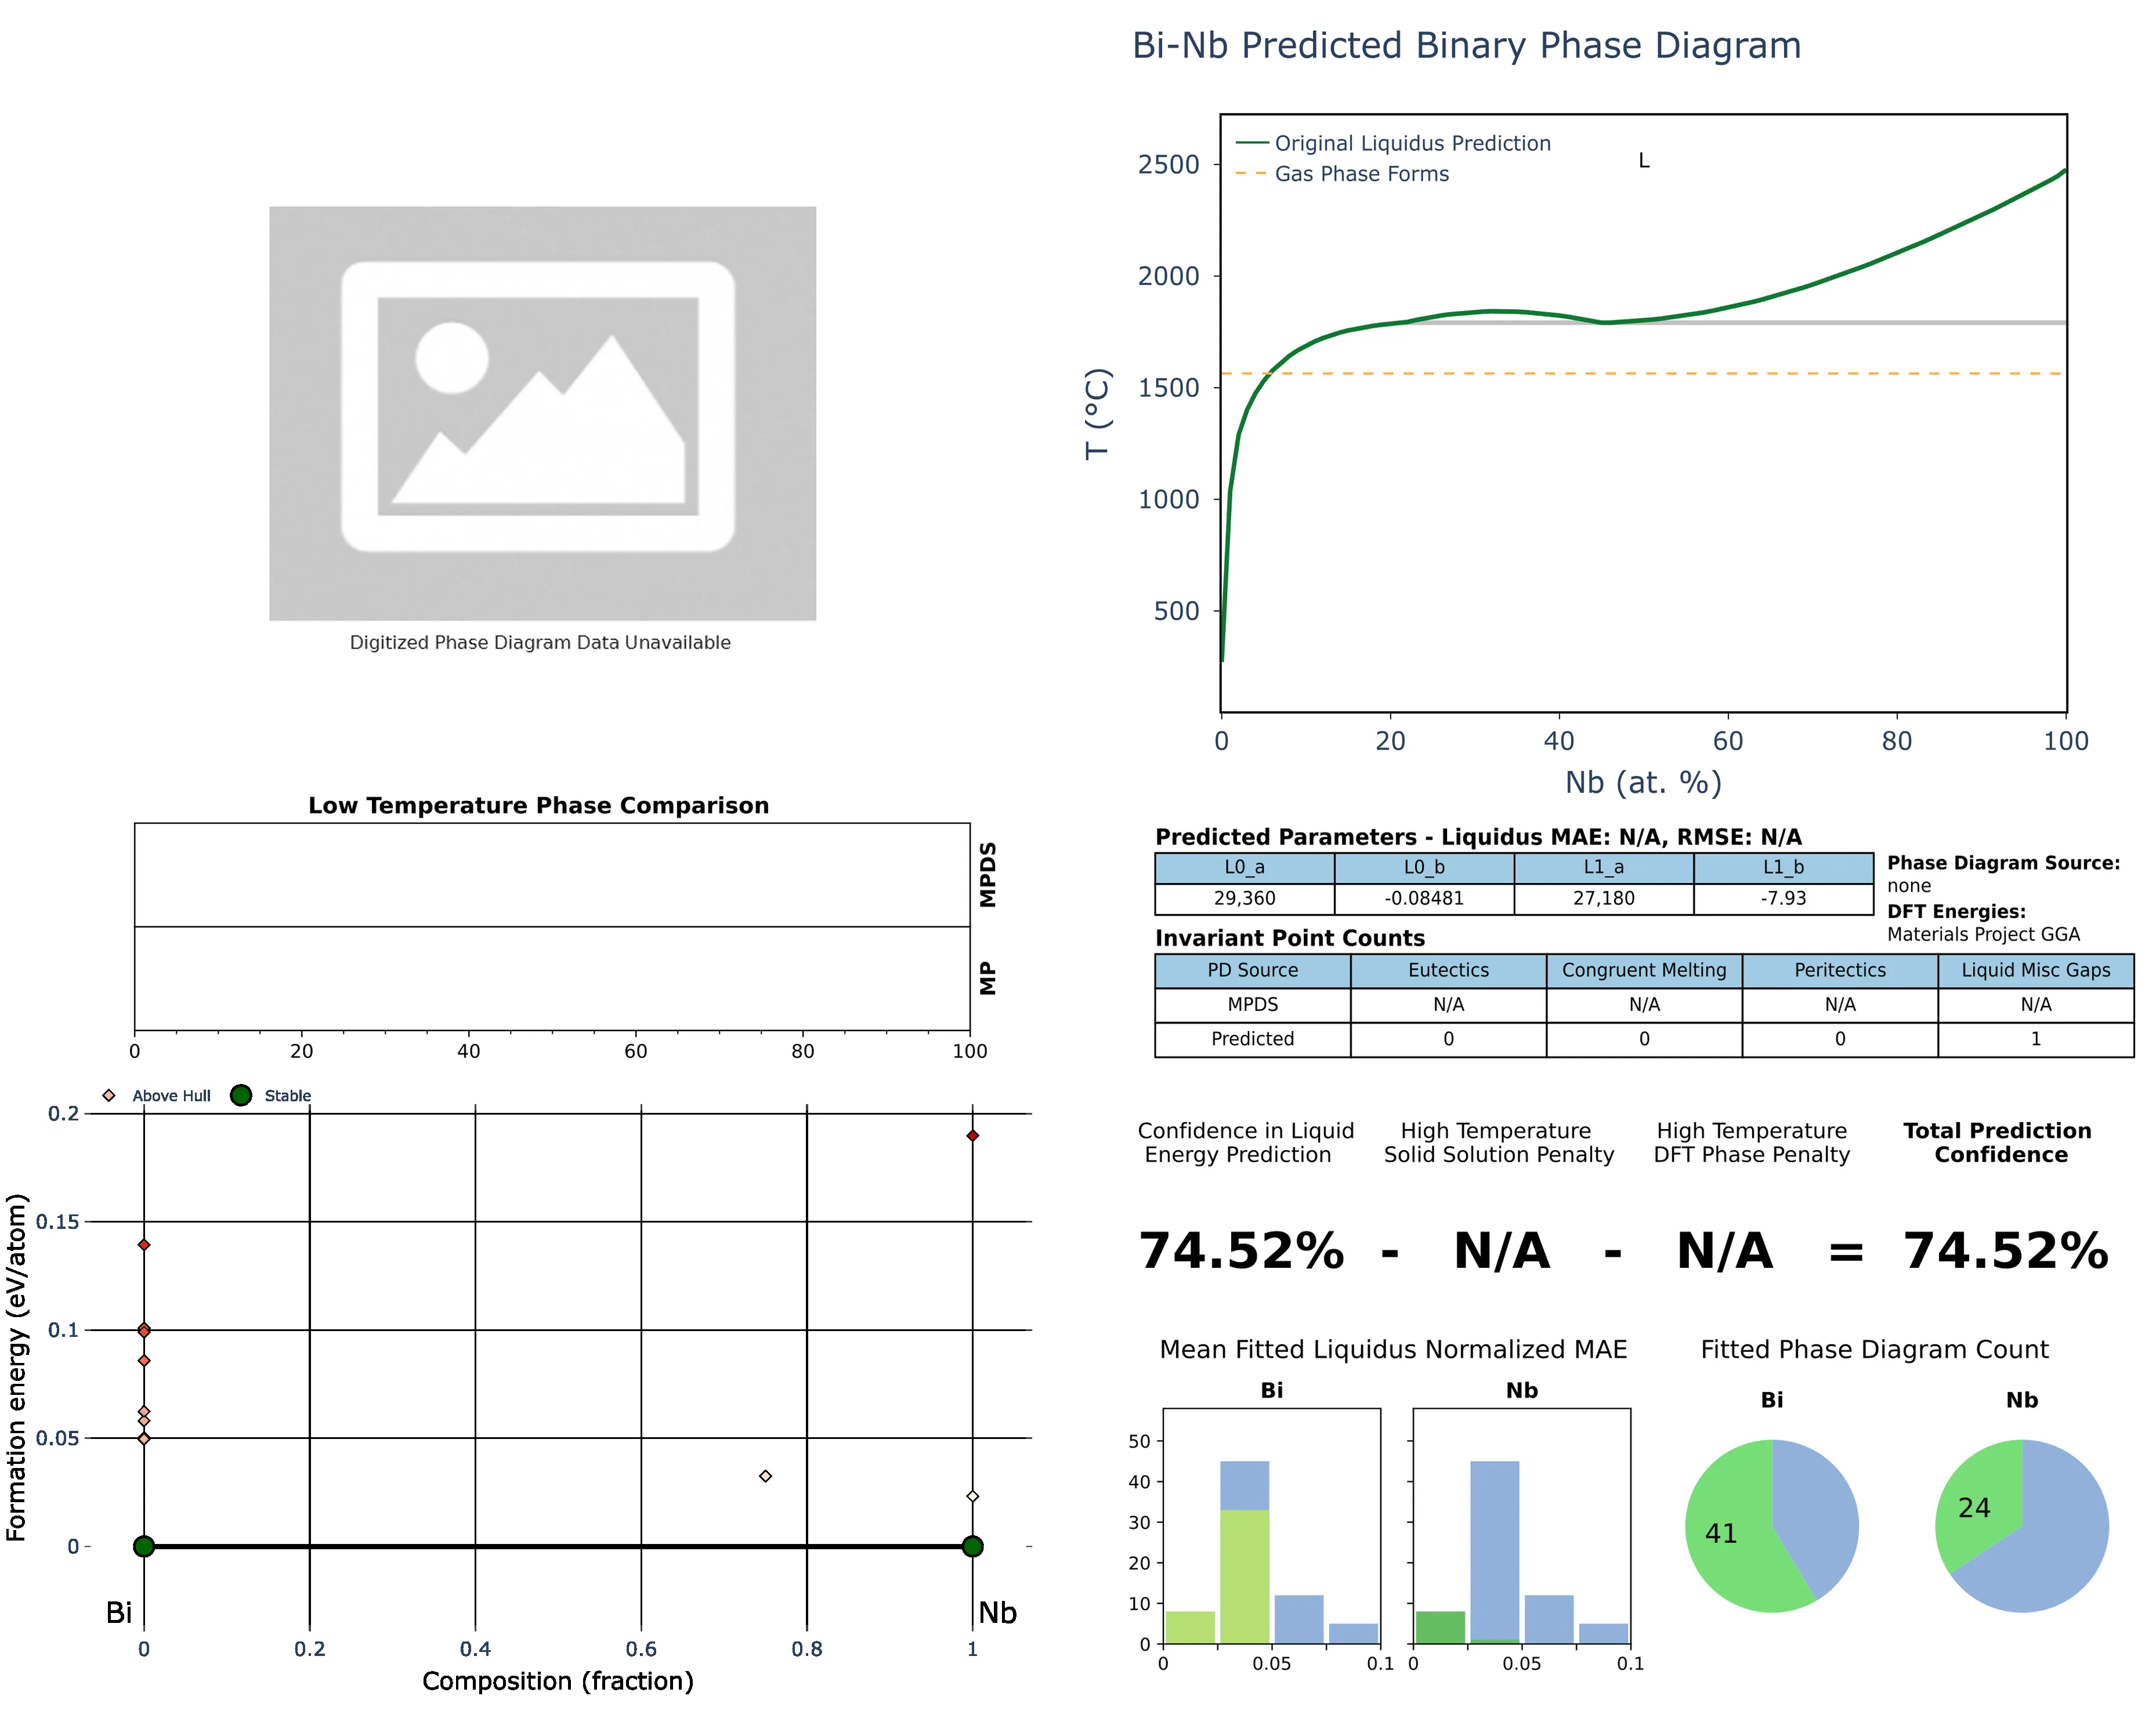 Bi-Nb Predicted Binary Phase Diagram
Original Liquidus Prediction
Gas Phase Forms
L
2500
2000
1500
1000
500
T (°C)
0 20 40 60 80 100
Nb (at. %)
Digitized Phase Diagram Data Unavailable
Low Temperature Phase Comparison
MPDS
MP
0 20 40 60 80 100
Predicted Parameters - Liquidus MAE: N/A, RMSE: N/A
L0_a L0_b L1_a L1_b
29,360 -0.08481 27,180 -7.93
Phase Diagram Source:
none
DFT Energies:
Materials Project GGA
Invariant Point Counts
PD Source Eutectics Congruent Melting Peritectics Liquid Misc Gaps
MPDS N/A N/A N/A N/A
Predicted 0 0 0 1
Above Hull Stable
0.2
0.15
0.1
0.05
0
Formation energy (eV/atom)
Bi Nb
0 0.2 0.4 0.6 0.8 1
Composition (fraction)
Confidence in Liquid
Energy Prediction
High Temperature
Solid Solution Penalty
High Temperature
DFT Phase Penalty
Total Prediction
Confidence
74.52% - N/A - N/A = 74.52%
Mean Fitted Liquidus Normalized MAE
Bi Nb
50
40
30
20
10
0
0 0.05 0.1 0 0.05 0.1
Fitted Phase Diagram Count
Bi Nb
41 24